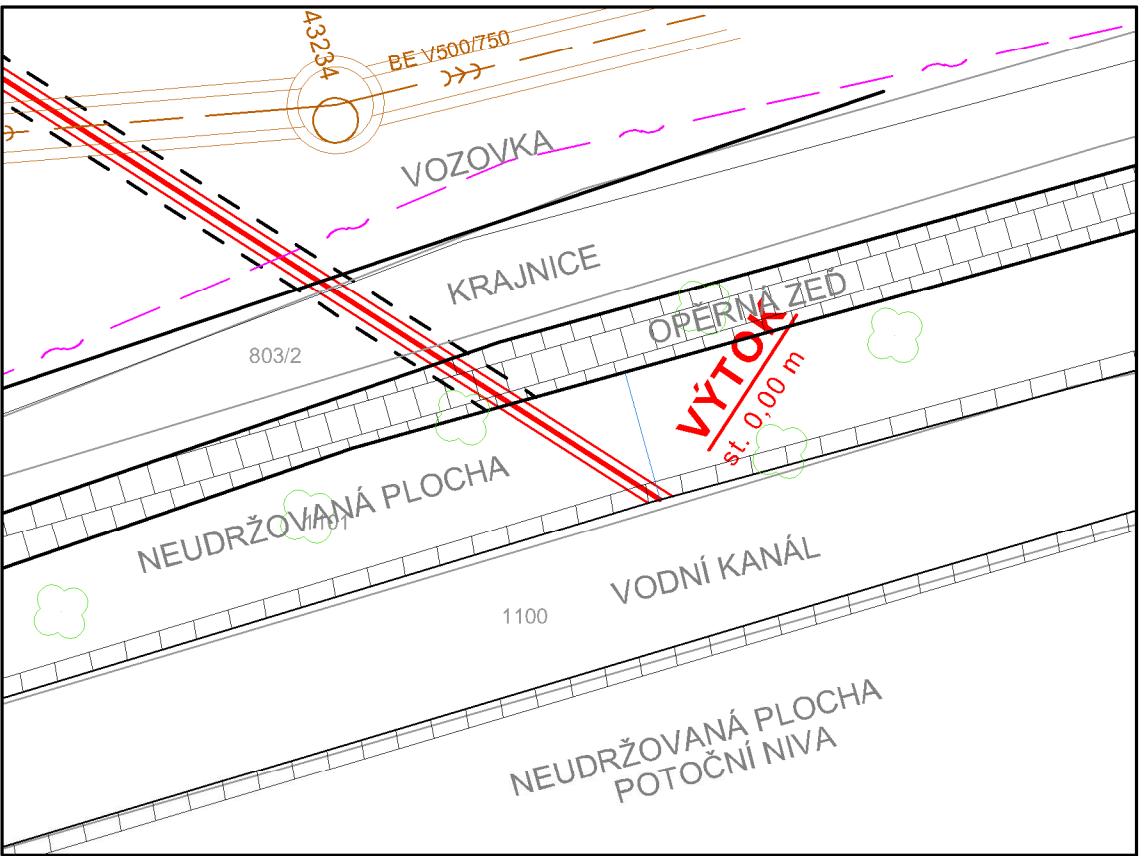 43234
BE V500/750
VOZOVKA
KRAJNICE
OPĚRNÁ ZEĎ
803/2
VÝTOK
st. 0,00 m
NEUDRŽOVANÁ PLOCHA
VODNÍ KANÁL
1100
NEUDRŽOVANÁ PLOCHA
POTOČNÍ NIVA